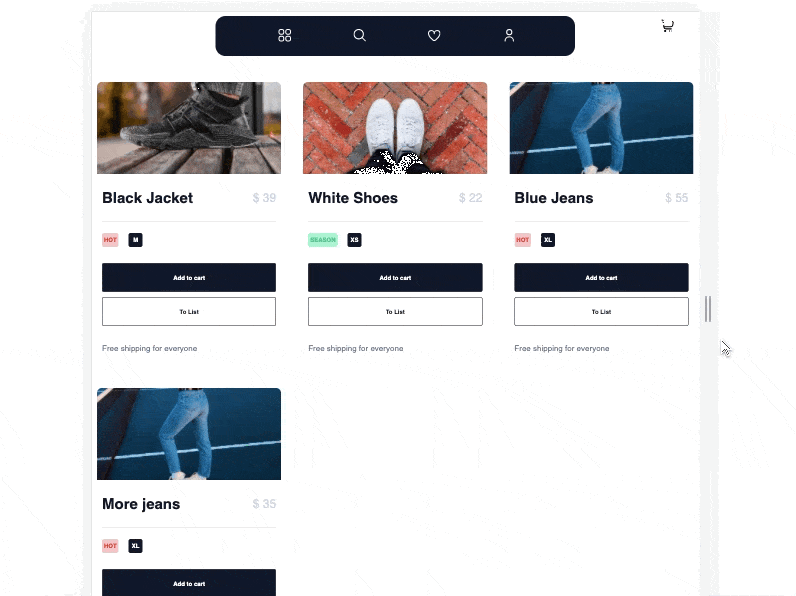 Black Jacket $ 39
HOT M
Add to cart
To List
Free shipping for everyone
White Shoes $ 22
SEASON XS
Add to cart
To List
Free shipping for everyone
Blue Jeans $ 55
HOT XL
Add to cart
To List
Free shipping for everyone
More jeans $ 35
HOT XL
Add to cart